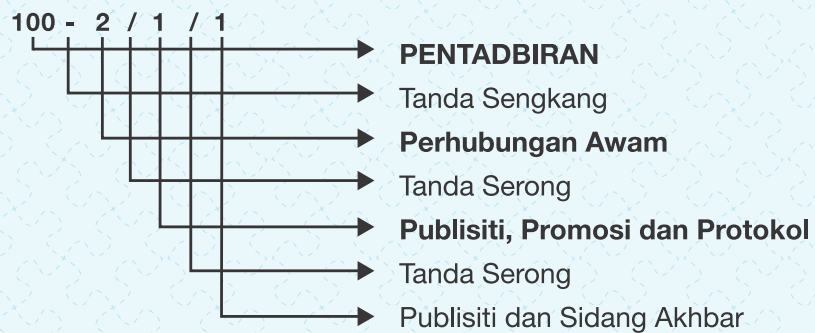 100 - 2 / 1 / 1
PENTADBIRAN
Tanda Sengkang
Perhubungan Awam
Tanda Serong
Publisiti, Promosi dan Protokol
Tanda Serong
Publisiti dan Sidang Akhbar